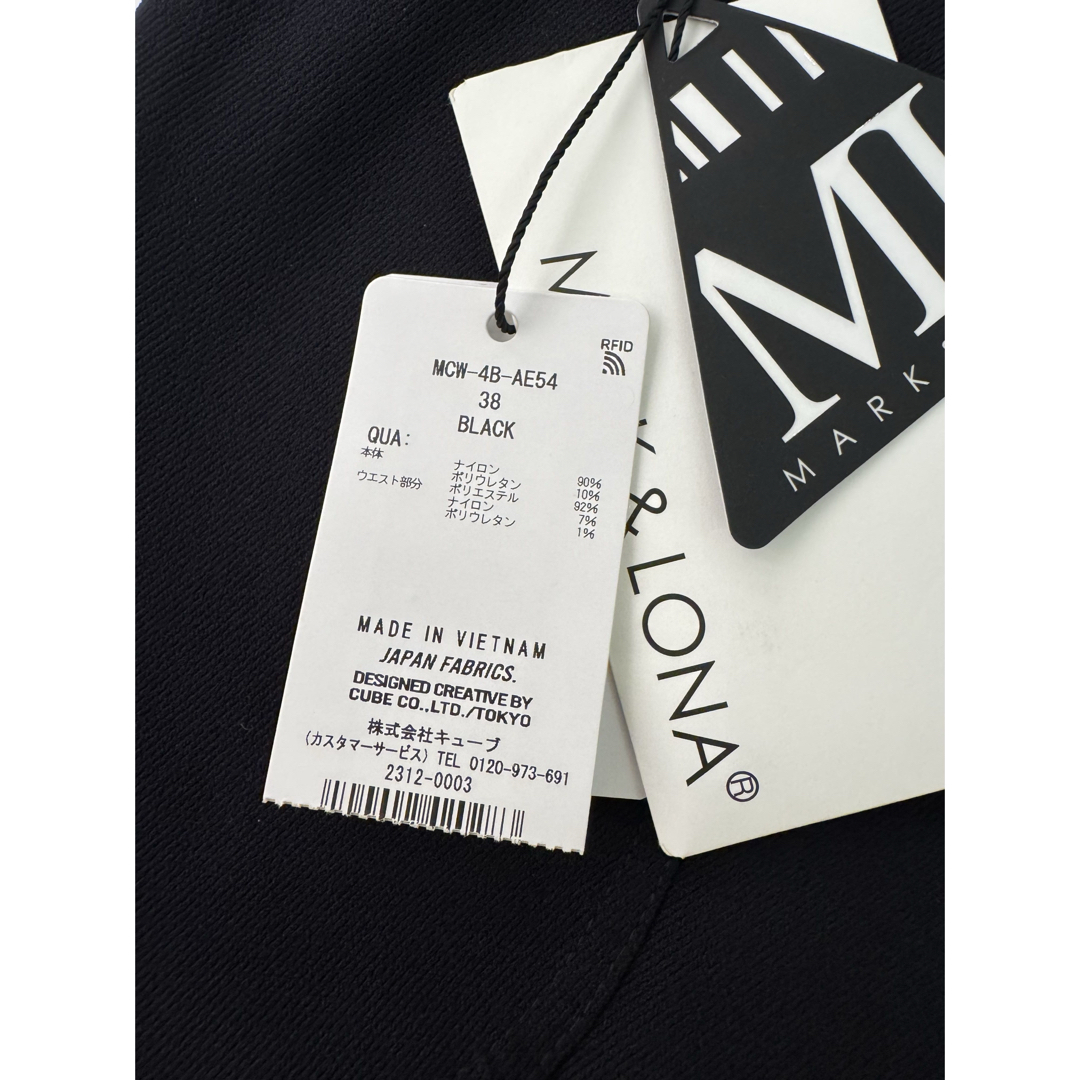 RFID
MCW-4B-AE54
38
BLACK
QUA:
本体
ナイロン 90%
ポリウレタン 10%
ウエスト部分
ポリエステル 92%
ナイロン 7%
ポリウレタン 1%
MADE IN VIETNAM
JAPAN FABRICS.
DESIGNED CREATIVE BY
CUBE CO.,LTD./TOKYO
株式会社キューブ
(カスタマーサービス) TEL 0120-973-691
2312-0003
& LONA®
MARK